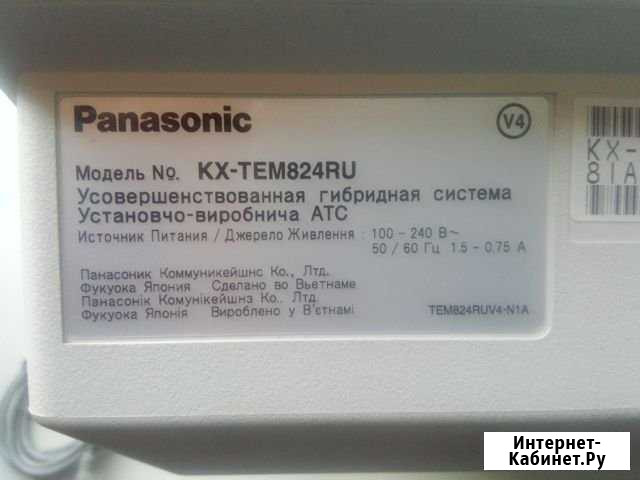 Panasonic
V4
Модель No. KX-TEM824RU
Усовершенствованная гибридная система
Установчо-виробнича АТС
Источник Питания / Джерело Живлення : 100 - 240 В~
50 / 60 Гц 1.5 - 0.75 А
Панасоник Коммуникейшнс Ко., Лтд.
Фукуока Япония Сделано во Вьетнаме
Панасонік Комунікейшнз Ко., Лтд.
Фукуока Японія Вироблено у В'єтнамі
TEM824RUV4-N1A
KX-
81A
Интернет-
Кабинет.Ру